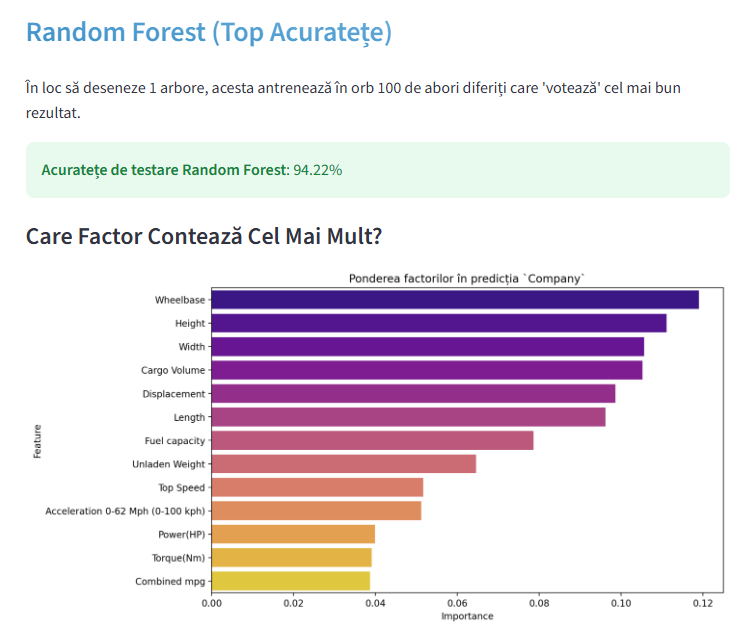 Random Forest (Top Acuratețe)
În loc să deseneze 1 arbore, acesta antrenează în orb 100 de abori diferiți care 'votează' cel mai bun
rezultat.
Acuratețe de testare Random Forest: 94.22%
Care Factor Contează Cel Mai Mult?
Ponderea factorilor în predicția `Company`
Wheelbase
Height
Width
Cargo Volume
Displacement
Length
Fuel capacity
Unladen Weight
Top Speed
Acceleration 0-62 Mph (0-100 kph)
Power(HP)
Torque(Nm)
Combined mpg
Feature
0.00 0.02 0.04 0.06 0.08 0.10 0.12
Importance